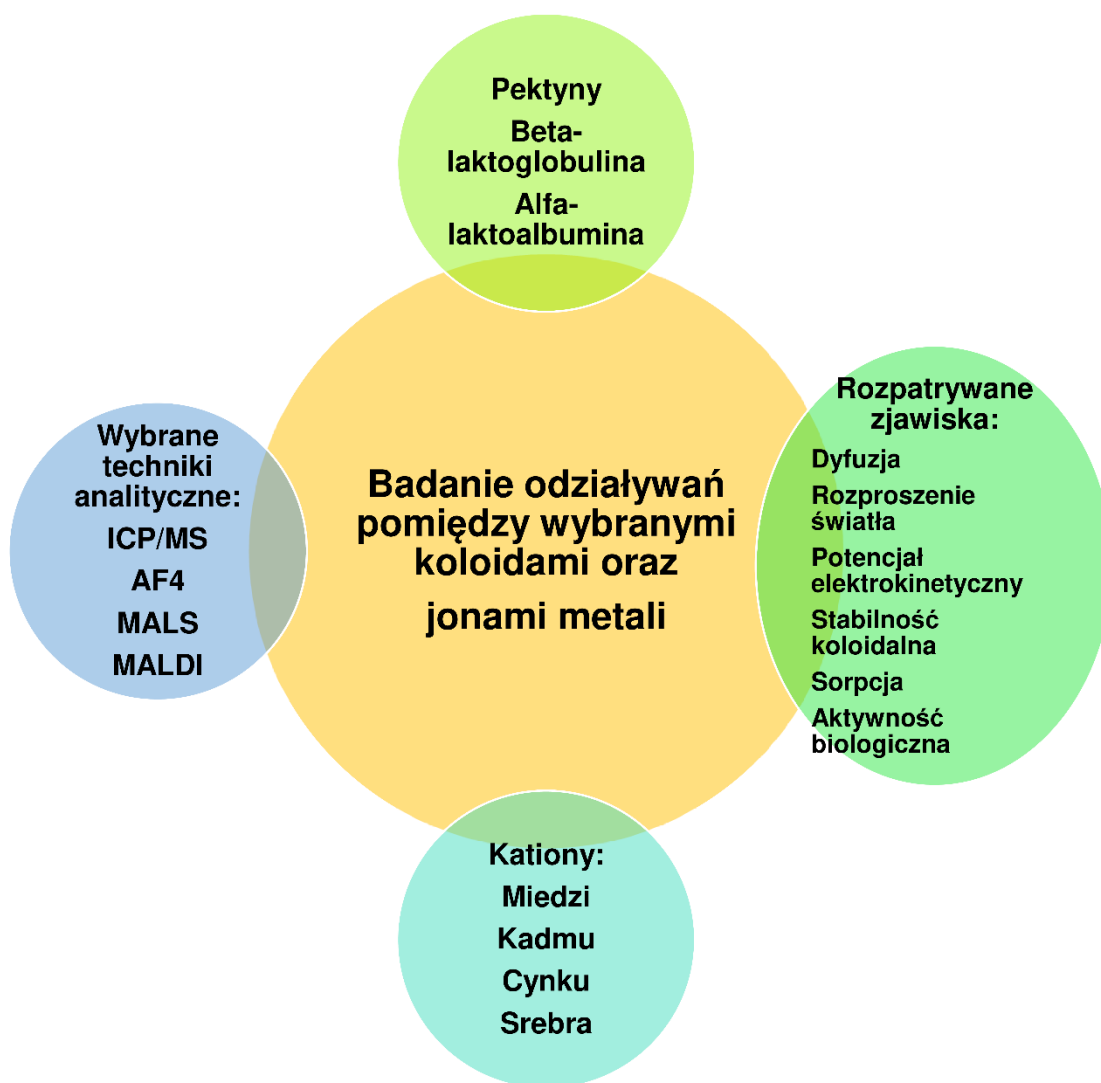 Pektyny
Beta-
laktoglobulina
Alfa-
laktoalbumina
Rozpatrywane
zjawiska:
Dyfuzja
Rozproszenie
światła
Potencjał
elektrokinetyczny
Stabilność
koloidalna
Sorpcja
Aktywność
biologiczna
Wybrane
techniki
analityczne:
ICP/MS
AF4
MALS
MALDI
Badanie odziaływań
pomiędzy wybranymi
koloidami oraz
jonami metali
Kationy:
Miedzi
Kadmu
Cynku
Srebra